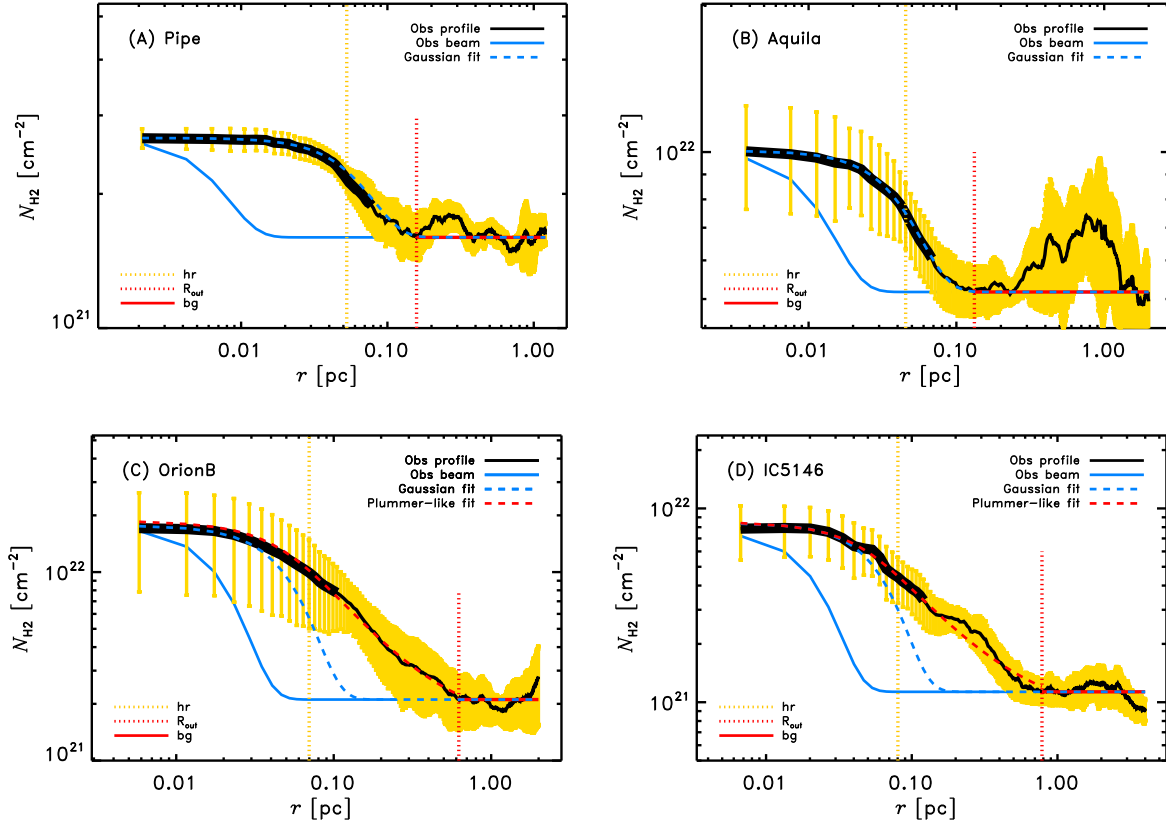 (A) Pipe
Obs profile
Obs beam
Gaussian fit
N_H2 [cm^-2]
10^21
hr
R_out
bg
0.01 0.10 1.00
r [pc]
(B) Aquila
Obs profile
Obs beam
Gaussian fit
N_H2 [cm^-2]
10^22
hr
R_out
bg
0.01 0.10 1.00
r [pc]
(C) OrionB
Obs profile
Obs beam
Gaussian fit
Plummer-like fit
N_H2 [cm^-2]
10^22
10^21
hr
R_out
bg
0.01 0.10 1.00
r [pc]
(D) IC5146
Obs profile
Obs beam
Gaussian fit
Plummer-like fit
N_H2 [cm^-2]
10^22
10^21
hr
R_out
bg
0.01 0.10 1.00
r [pc]